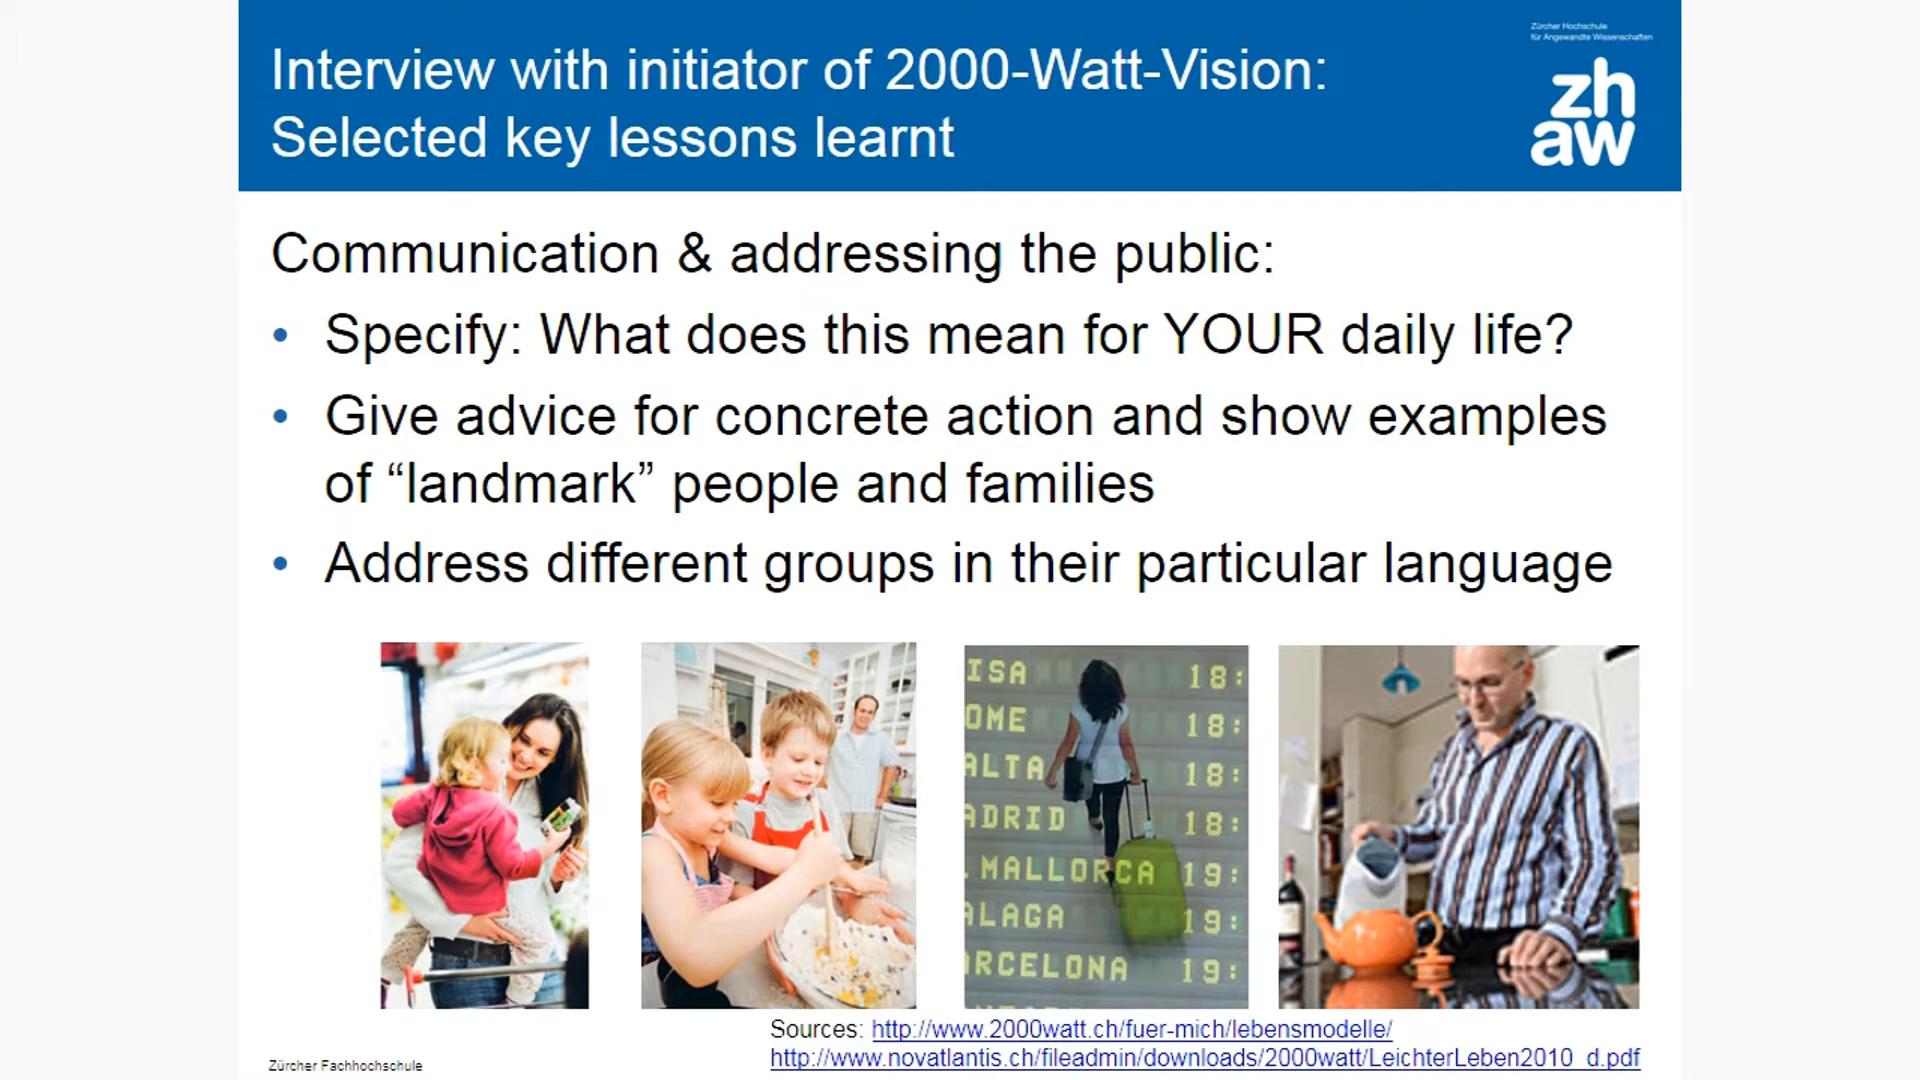 Zürcher Hochschule
für Angewandte Wissenschaften
Interview with initiator of 2000-Watt-Vision:
Selected key lessons learnt
zh
aw
Communication & addressing the public:
• Specify: What does this mean for YOUR daily life?
• Give advice for concrete action and show examples
of “landmark” people and families
• Address different groups in their particular language
ISA 18:
OME 18:
ALTA 18:
ADRID 18:
. MALLORCA 19:
ALAGA 19:
ARCELONA 19:
Sources: http://www.2000watt.ch/fuer-mich/lebensmodelle/
http://www.novatlantis.ch/fileadmin/downloads/2000watt/LeichterLeben2010_d.pdf
Zürcher Fachhochschule